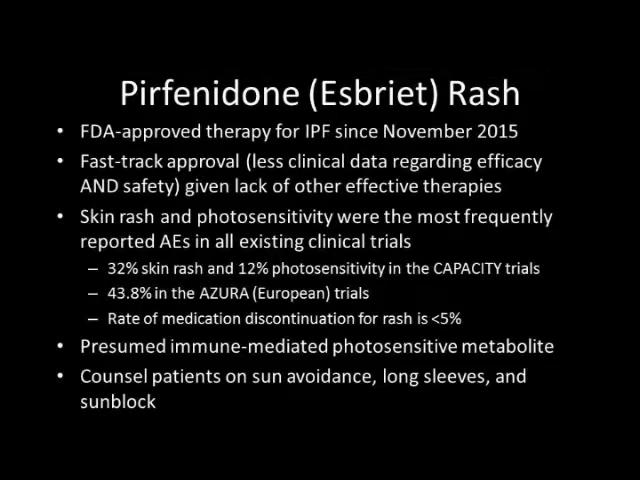 Pirfenidone (Esbriet) Rash
• FDA-approved therapy for IPF since November 2015
• Fast-track approval (less clinical data regarding efficacy
AND safety) given lack of other effective therapies
• Skin rash and photosensitivity were the most frequently
reported AEs in all existing clinical trials
– 32% skin rash and 12% photosensitivity in the CAPACITY trials
– 43.8% in the AZURA (European) trials
– Rate of medication discontinuation for rash is <5%
• Presumed immune-mediated photosensitive metabolite
• Counsel patients on sun avoidance, long sleeves, and
sunblock